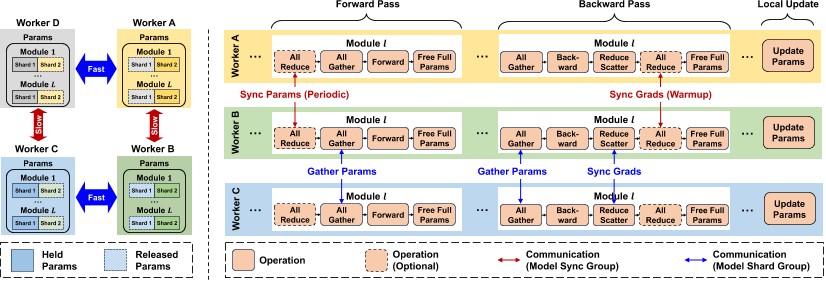 Worker D
Worker A
Params
Params
Module 1
Module 1
Shard 1
Shard 2
Shard 1
Shard 2
...
...
Module L
Module L
Shard 1
Shard 2
Shard 1
Shard 2
Fast
Slow
Slow
Worker C
Worker B
Params
Params
Module 1
Module 1
Shard 1
Shard 2
Shard 1
Shard 2
...
...
Module L
Module L
Shard 1
Shard 2
Shard 1
Shard 2
Fast
Held
Params
Released
Params
Forward Pass
Backward Pass
Local Update
Worker A
...
Module l
All
Reduce
All
Gather
Forward
Free Full
Params
...
Module l
All
Gather
Back-
ward
Reduce
Scatter
All
Reduce
Free Full
Params
...
Update
Params
Sync Params (Periodic)
Sync Grads (Warmup)
Worker B
...
Module l
All
Reduce
All
Gather
Forward
Free Full
Params
...
Module l
All
Gather
Back-
ward
Reduce
Scatter
All
Reduce
Free Full
Params
...
Update
Params
Gather Params
Gather Params
Sync Grads
Worker C
...
Module l
All
Reduce
All
Gather
Forward
Free Full
Params
...
Module l
All
Gather
Back-
ward
Reduce
Scatter
All
Reduce
Free Full
Params
...
Update
Params
Operation
Operation
(Optional)
Communication
(Model Sync Group)
Communication
(Model Shard Group)